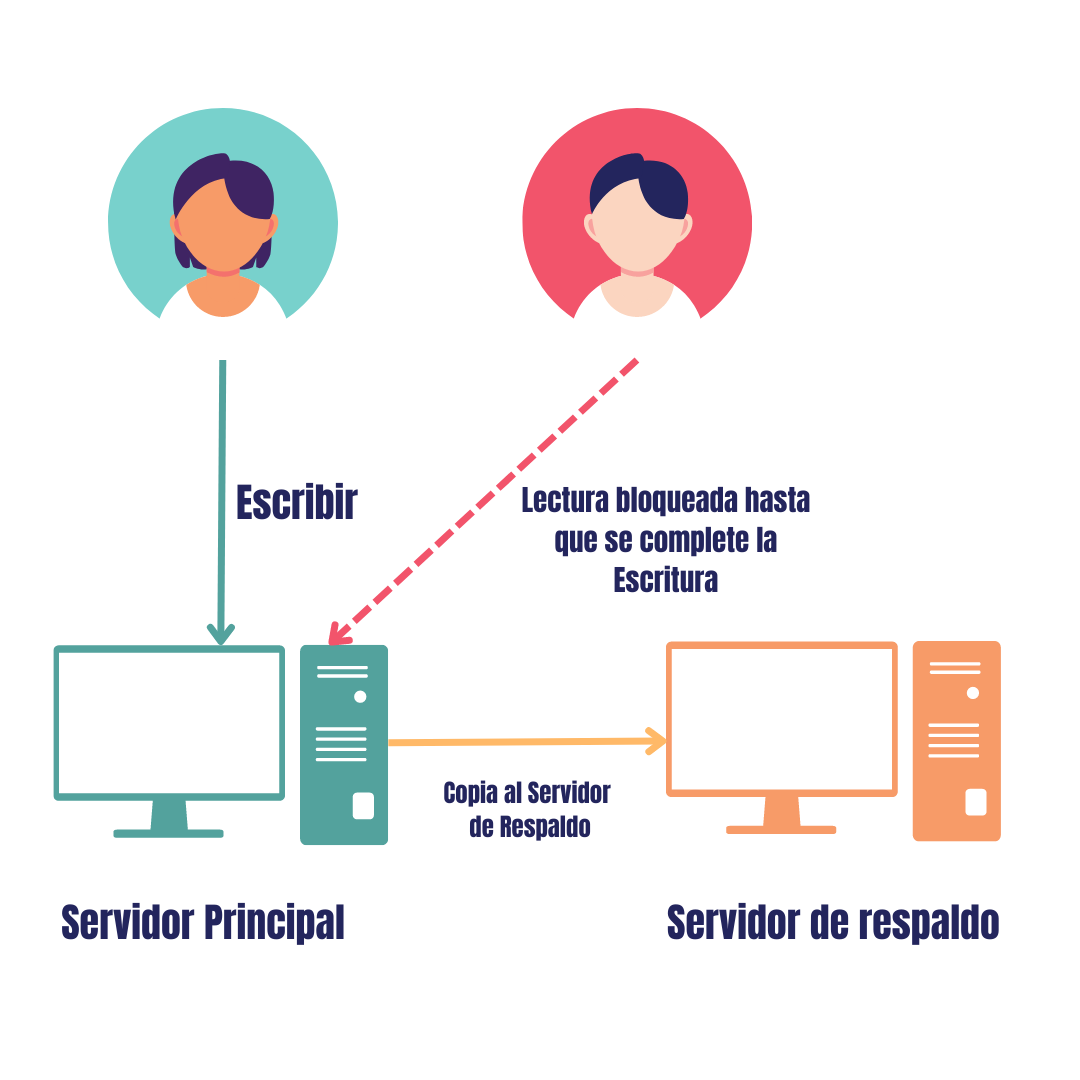 Escribir
Lectura bloqueada hasta
que se complete la
Escritura
Copia al Servidor
de Respaldo
Servidor Principal
Servidor de respaldo